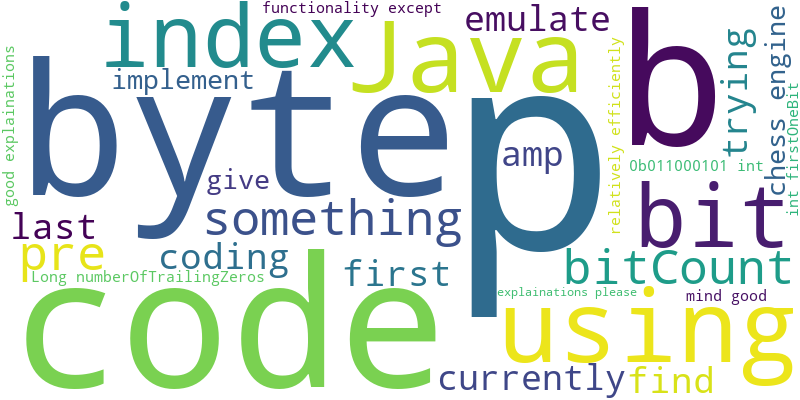 functionality except
index
Java
emulate
b
trying
chess engine
int firstOneBit
good explainations
implement
byte
p
relatively efficiently
amp
0b011000101 int
give
something
bit
last
pre
coding
first
bitCount
Long numberOfTrailingZeros
explainations please
mind good
code
using
currently
find